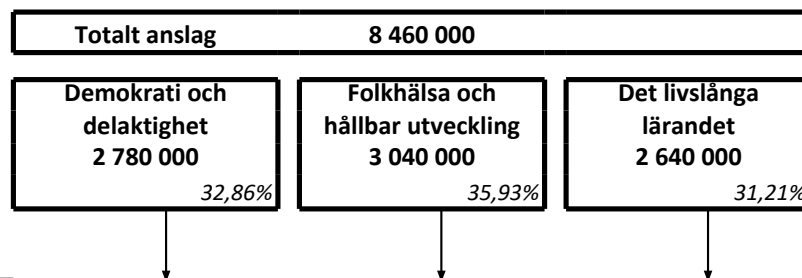 Totalt anslag 8 460 000
Demokrati och
delaktighet
2 780 000
32,86%
Folkhälsa och
hållbar utveckling
3 040 000
35,93%
Det livslånga
lärandet
2 640 000
31,21%